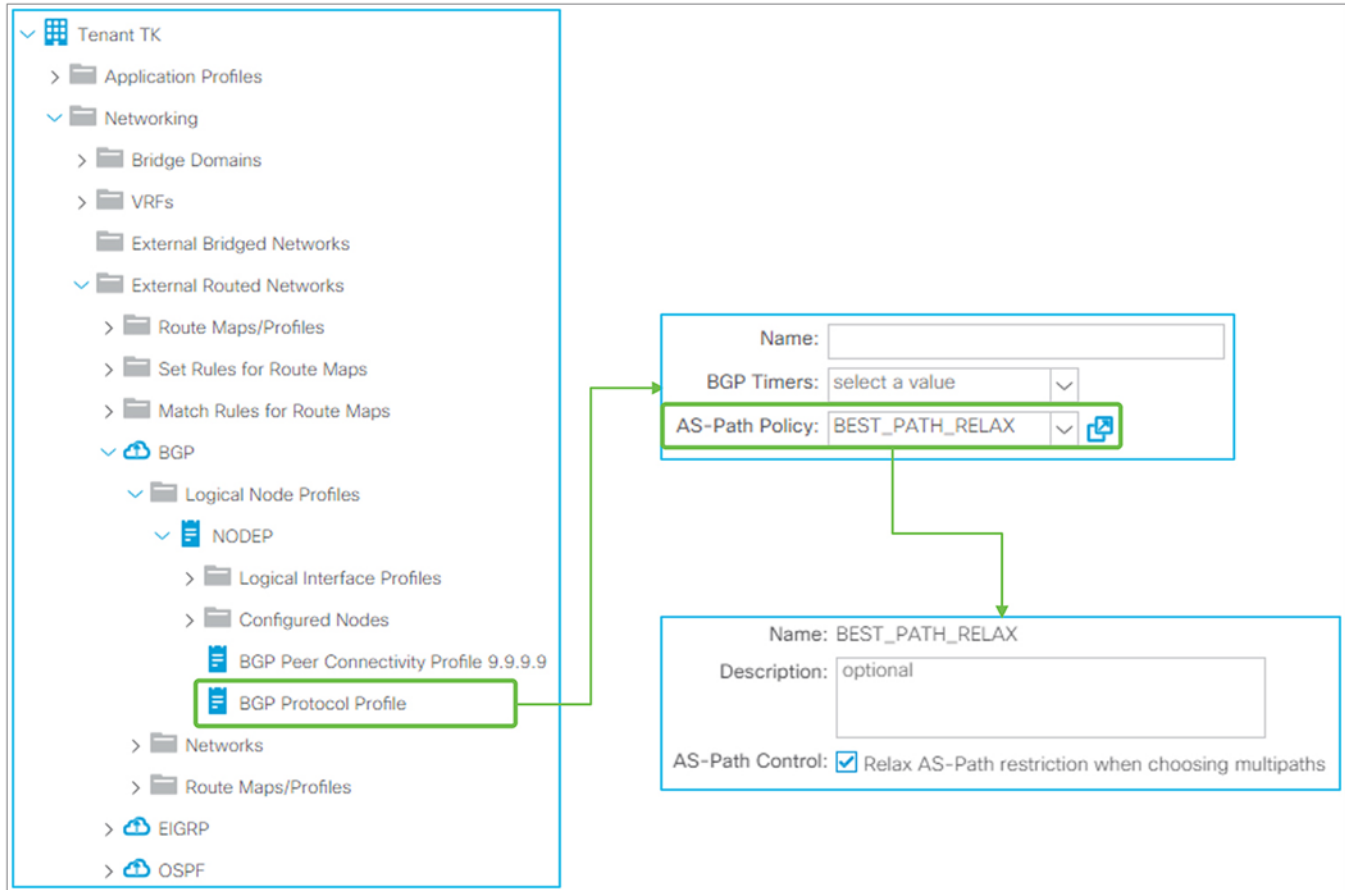 Tenant TK
Application Profiles
Networking
Bridge Domains
VRFs
External Bridged Networks
External Routed Networks
Route Maps/Profiles
Set Rules for Route Maps
Match Rules for Route Maps
BGP
Logical Node Profiles
NODEP
Logical Interface Profiles
Configured Nodes
BGP Peer Connectivity Profile 9.9.9.9
BGP Protocol Profile
Networks
Route Maps/Profiles
EIGRP
OSPF
Name:
BGP Timers: select a value
AS-Path Policy: BEST_PATH_RELAX
Name: BEST_PATH_RELAX
Description: optional
AS-Path Control: Relax AS-Path restriction when choosing multipaths